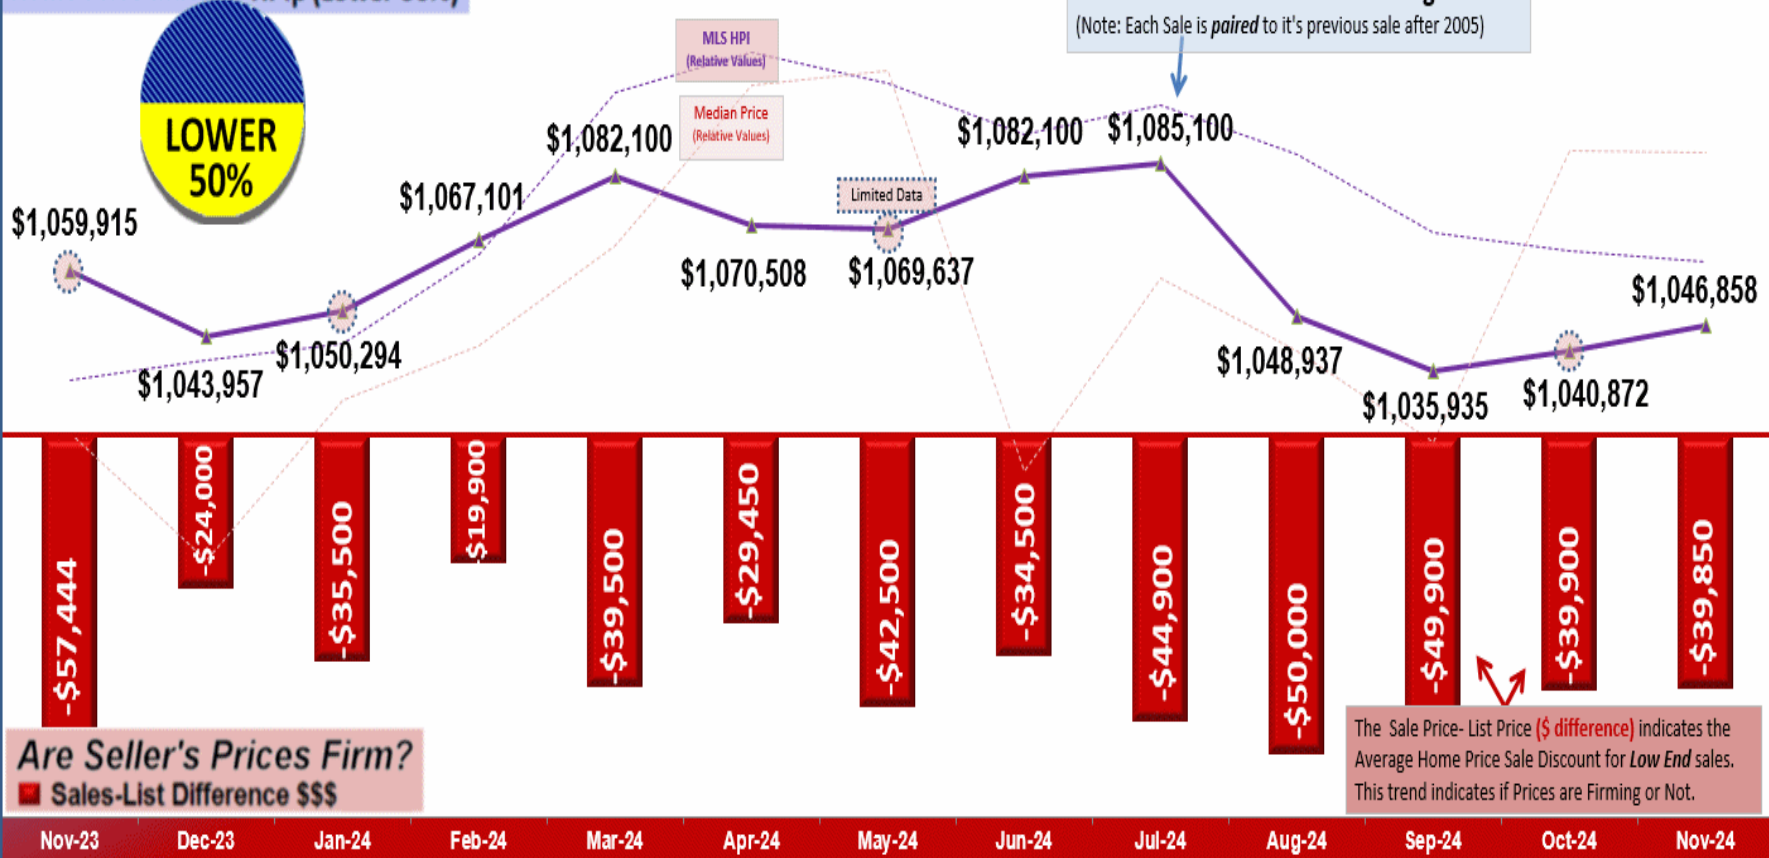 (Note: Each Sale is paired to it's previous sale after 2005)
LOWER
50%
MLS HPI
(Relative Values)
Median Price
(Relative Values)
Limited Data
$1,059,915
$1,043,957
$1,050,294
$1,067,101
$1,082,100
$1,070,508
$1,069,637
$1,082,100
$1,085,100
$1,048,937
$1,035,935
$1,040,872
$1,046,858
-$57,444
-$24,000
-$35,500
-$19,900
-$39,500
-$29,450
-$42,500
-$34,500
-$44,900
-$50,000
-$49,900
-$39,900
-$39,850
Are Seller's Prices Firm?
Sales-List Difference $$$
The Sale Price- List Price ($ difference) indicates the
Average Home Price Sale Discount for Low End sales.
This trend indicates if Prices are Firming or Not.
Nov-23
Dec-23
Jan-24
Feb-24
Mar-24
Apr-24
May-24
Jun-24
Jul-24
Aug-24
Sep-24
Oct-24
Nov-24